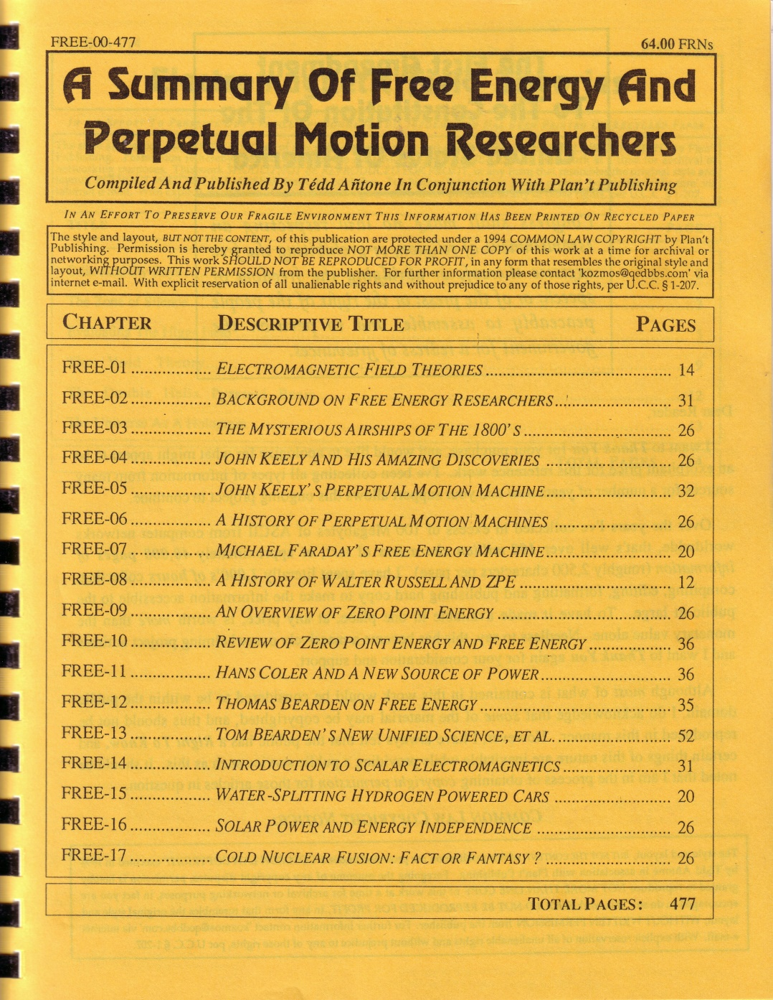 FREE-00-477 64.00 FRNs
A Summary Of Free Energy And
Perpetual Motion Researchers
Compiled And Published By Tédd Añtone In Conjunction With Plan't Publishing
IN AN EFFORT TO PRESERVE OUR FRAGILE ENVIRONMENT THIS INFORMATION HAS BEEN PRINTED ON RECYCLED PAPER
The style and layout, BUT NOT THE CONTENT, of this publication are protected under a 1994 COMMON LAW COPYRIGHT by Plan't
Publishing. Permission is hereby granted to reproduce NOT MORE THAN ONE COPY of this work at a time for archival or
networking purposes. This work SHOULD NOT BE REPRODUCED FOR PROFIT, in any form that resembles the original style and
layout, WITHOUT WRITTEN PERMISSION from the publisher. For further information please contact 'kozmos@qedbbs.com' via
internet e-mail. With explicit reservation of all unalienable rights and without prejudice to any of those rights, per U.C.C. § 1-207.
CHAPTER DESCRIPTIVE TITLE PAGES
FREE-01 .................. ELECTROMAGNETIC FIELD THEORIES ......................................... 14
FREE-02 .................. BACKGROUND ON FREE ENERGY RESEARCHERS .......................... 31
FREE-03 .................. THE MYSTERIOUS AIRSHIPS OF THE 1800'S ................................. 26
FREE-04 .................. JOHN KEELY AND HIS AMAZING DISCOVERIES ............................ 26
FREE-05 .................. JOHN KEELY'S PERPETUAL MOTION MACHINE ............................ 32
FREE-06 .................. A HISTORY OF PERPETUAL MOTION MACHINES .......................... 26
FREE-07 .................. MICHAEL FARADAY'S FREE ENERGY MACHINE ............................ 20
FREE-08 .................. A HISTORY OF WALTER RUSSELL AND ZPE .................................. 12
FREE-09 .................. AN OVERVIEW OF ZERO POINT ENERGY ....................................... 26
FREE-10 .................. REVIEW OF ZERO POINT ENERGY AND FREE ENERGY .................. 36
FREE-11 .................. HANS COLER AND A NEW SOURCE OF POWER ............................. 36
FREE-12 .................. THOMAS BEARDEN ON FREE ENERGY ........................................... 35
FREE-13 .................. TOM BEARDEN'S NEW UNIFIED SCIENCE, ET AL. ......................... 52
FREE-14 .................. INTRODUCTION TO SCALAR ELECTROMAGNETICS ........................ 31
FREE-15 .................. WATER-SPLITTING HYDROGEN POWERED CARS .......................... 20
FREE-16 .................. SOLAR POWER AND ENERGY INDEPENDENCE .............................. 26
FREE-17 .................. COLD NUCLEAR FUSION: FACT OR FANTASY ? ............................ 26
TOTAL PAGES: 477